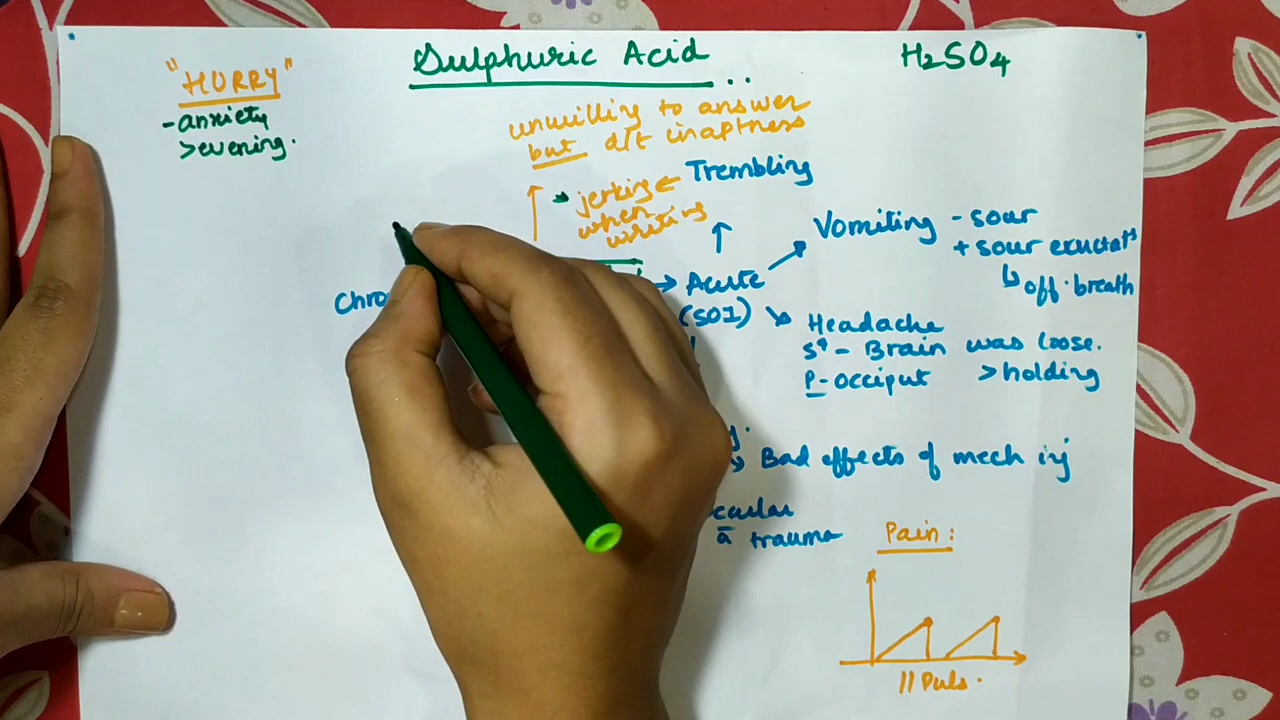 Sulphuric Acid
H₂SO₄
"HURRY"
- anxiety
> evening.
unwilling to answer
but d/t inaptness
Trembling
jerking
when
writing
Vomiting - sour
+ sour eructatˢ
off. breath
Chro
Acute
(SOI)
Headache
Sⁿ - Brain was loose.
P - occiput > holding
Bad effects of mech inj
ā trauma
Pain:
11 Puls.